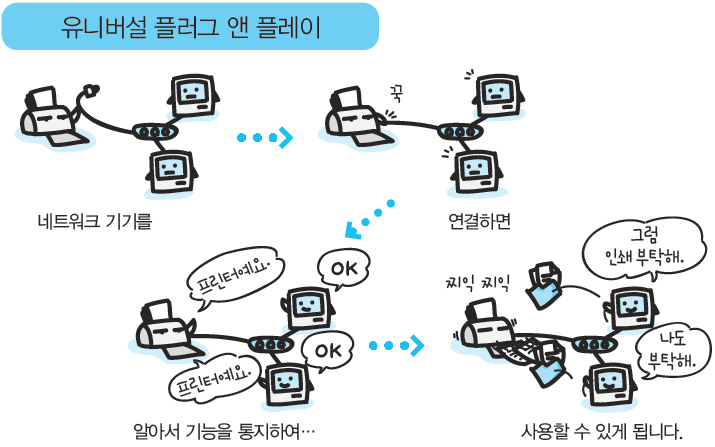 유니버설 플러그 앤 플레이
꾹
네트워크 기기를
연결하면
프린터예요.
OK
프린터예요.
OK
알아서 기능을 통지하여…
그럼
인쇄 부탁해.
찌익 찌익
나도
부탁해.
사용할 수 있게 됩니다.